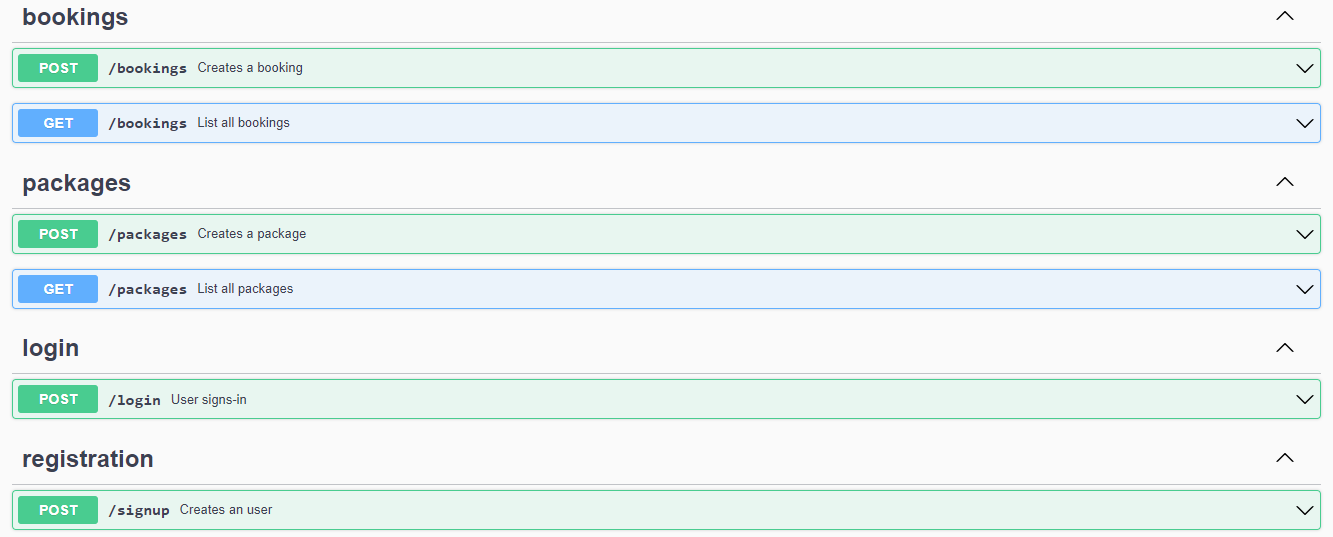 bookings
POST /bookings Creates a booking
GET /bookings List all bookings
packages
POST /packages Creates a package
GET /packages List all packages
login
POST /login User signs-in
registration
POST /signup Creates an user